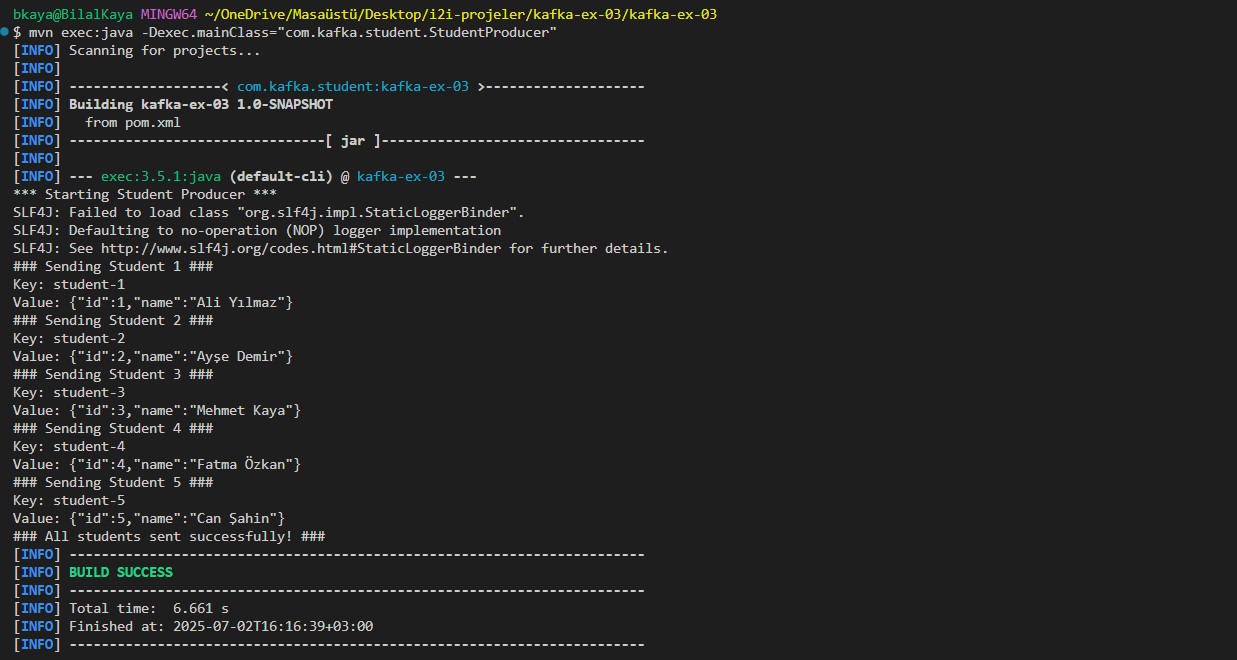 bkaya@BilalKaya MINGW64 ~/OneDrive/Masaüstü/Desktop/i2i-projeler/kafka-ex-03/kafka-ex-03
$ mvn exec:java -Dexec.mainClass="com.kafka.student.StudentProducer"
[INFO] Scanning for projects...
[INFO]
[INFO] -------------------< com.kafka.student:kafka-ex-03 >--------------------
[INFO] Building kafka-ex-03 1.0-SNAPSHOT
[INFO]   from pom.xml
[INFO] --------------------------------[ jar ]---------------------------------
[INFO]
[INFO] --- exec:3.5.1:java (default-cli) @ kafka-ex-03 ---
*** Starting Student Producer ***
SLF4J: Failed to load class "org.slf4j.impl.StaticLoggerBinder".
SLF4J: Defaulting to no-operation (NOP) logger implementation
SLF4J: See http://www.slf4j.org/codes.html#StaticLoggerBinder for further details.
### Sending Student 1 ###
Key: student-1
Value: {"id":1,"name":"Ali Yılmaz"}
### Sending Student 2 ###
Key: student-2
Value: {"id":2,"name":"Ayşe Demir"}
### Sending Student 3 ###
Key: student-3
Value: {"id":3,"name":"Mehmet Kaya"}
### Sending Student 4 ###
Key: student-4
Value: {"id":4,"name":"Fatma Özkan"}
### Sending Student 5 ###
Key: student-5
Value: {"id":5,"name":"Can Şahin"}
### All students sent successfully! ###
[INFO] ------------------------------------------------------------------------
[INFO] BUILD SUCCESS
[INFO] ------------------------------------------------------------------------
[INFO] Total time:  6.661 s
[INFO] Finished at: 2025-07-02T16:16:39+03:00
[INFO] ------------------------------------------------------------------------